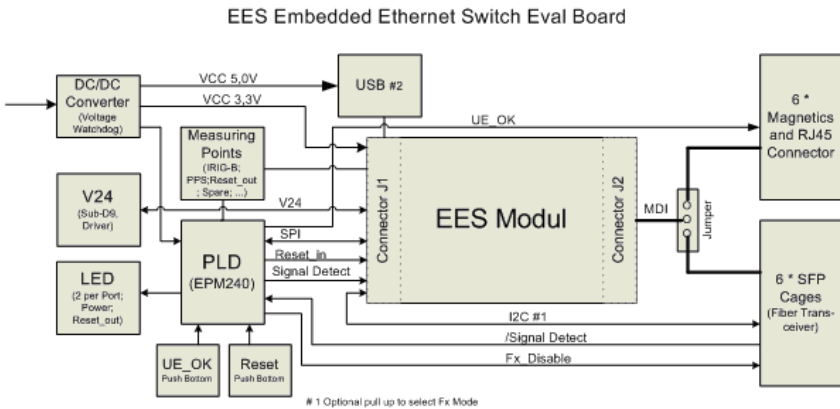 EES Embedded Ethernet Switch Eval Board
DC/DC
Converter
(Voltage
Watchdog)
VCC 5,0V
VCC 3,3V
USB #2
UE_OK
6 *
Magnetics
and RJ45
Connector
Measuring
Points
(IRIG-B;
PPS;Reset_out
; Spare; ...)
V24
(Sub-D9,
Driver)
V24
SPI
Reset_in
Signal Detect
Connector J1
EES Modul
Connector J2
MDI
Jumper
PLD
(EPM240)
LED
(2 per Port;
Power;
Reset_out)
6 * SFP
Cages
(Fiber Trans-
ceiver)
I2C #1
/Signal Detect
Fx_Disable
UE_OK
Push Bottom
Reset
Push Bottom
# 1 Optional pull up to select Fx Mode